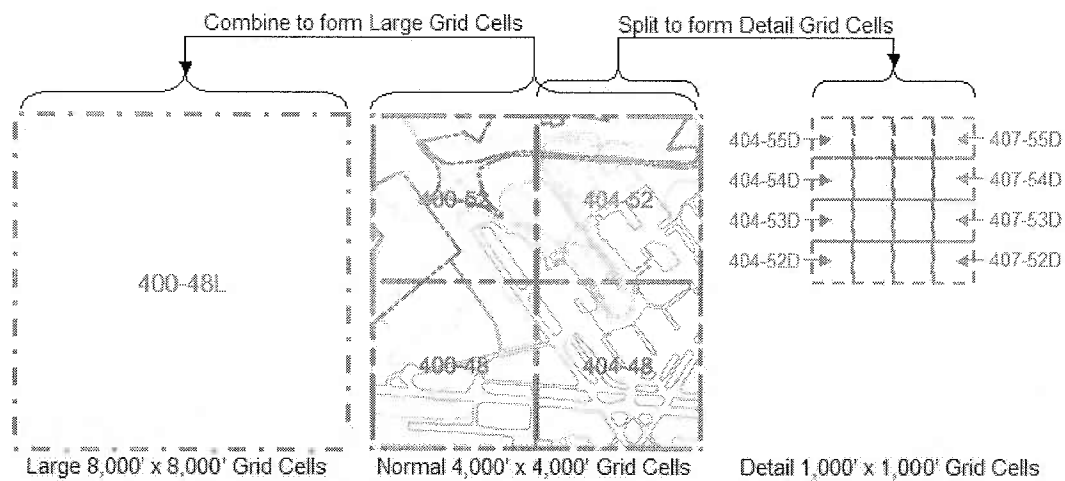 Combine to form Large Grid Cells
Split to form Detail Grid Cells
400-48L
400-52
404-52
400-48
404-48
404-55D
407-55D
404-54D
407-54D
404-53D
407-53D
404-52D
407-52D
Large 8,000' x 8,000' Grid Cells
Normal 4,000' x 4,000' Grid Cells
Detail 1,000' x 1,000' Grid Cells